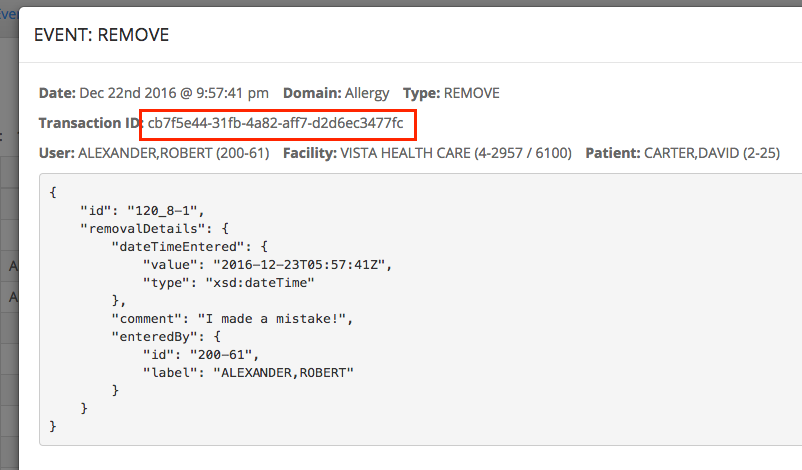 Even
EVENT: REMOVE
Date: Dec 22nd 2016 @ 9:57:41 pm Domain: Allergy Type: REMOVE
Transaction ID: cb7f5e44-31fb-4a82-aff7-d2d6ec3477fc
User: ALEXANDER,ROBERT (200-61) Facility: VISTA HEALTH CARE (4-2957 / 6100) Patient: CARTER,DAVID (2-25)
{
    "id": "120_8-1",
    "removalDetails": {
        "dateTimeEntered": {
            "value": "2016-12-23T05:57:41Z",
            "type": "xsd:dateTime"
        },
        "comment": "I made a mistake!",
        "enteredBy": {
            "id": "200-61",
            "label": "ALEXANDER,ROBERT"
        }
    }
}